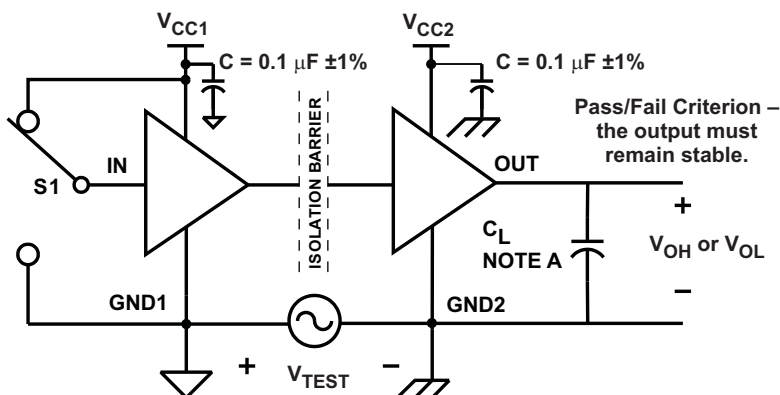 VCC1
VCC2
C = 0.1 μF ±1%
C = 0.1 μF ±1%
ISOLATION BARRIER
Pass/Fail Criterion –
the output must
remain stable.
IN
OUT
S1
CL
NOTE A
+
VOH or VOL
–
GND1
GND2
+
VTEST
–